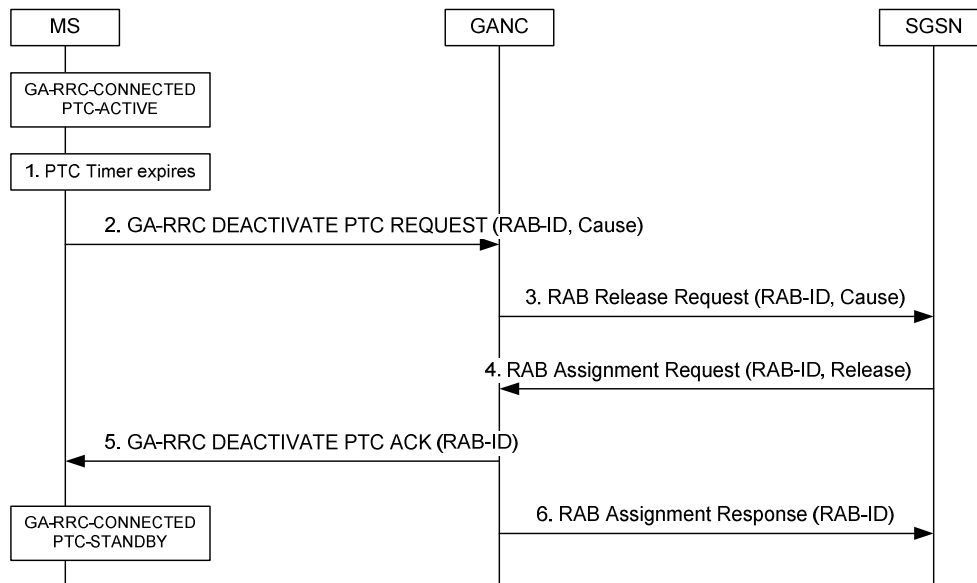 MS
GANC
SGSN
GA-RRC-CONNECTED
PTC-ACTIVE
1. PTC Timer expires
2. GA-RRC DEACTIVATE PTC REQUEST (RAB-ID, Cause)
3. RAB Release Request (RAB-ID, Cause)
4. RAB Assignment Request (RAB-ID, Release)
5. GA-RRC DEACTIVATE PTC ACK (RAB-ID)
GA-RRC-CONNECTED
PTC-STANDBY
6. RAB Assignment Response (RAB-ID)